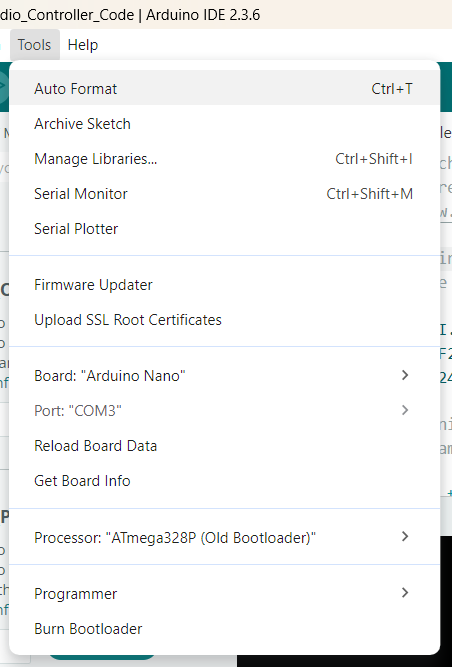 dio_Controller_Code | Arduino IDE 2.3.6
Tools Help
Auto Format Ctrl+T
Archive Sketch
Manage Libraries... Ctrl+Shift+I
Serial Monitor Ctrl+Shift+M
Serial Plotter
Firmware Updater
Upload SSL Root Certificates
Board: "Arduino Nano"
Port: "COM3"
Reload Board Data
Get Board Info
Processor: "ATmega328P (Old Bootloader)"
Programmer
Burn Bootloader